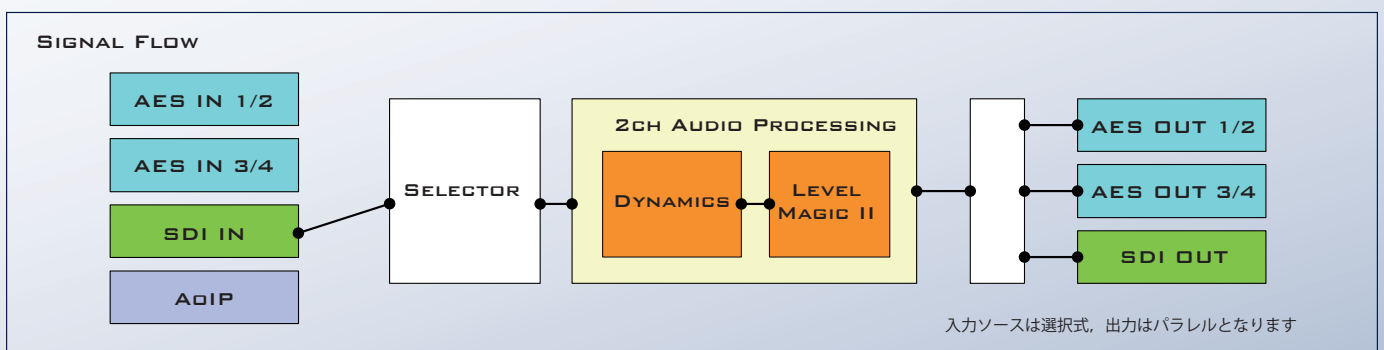 SIGNAL FLOW
AES IN 1/2
AES IN 3/4
SDI IN
AoIP
SELECTOR
2CH AUDIO PROCESSING
DYNAMICS
LEVEL
MAGIC II
AES OUT 1/2
AES OUT 3/4
SDI OUT
入力ソースは選択式，出力はパラレルとなります